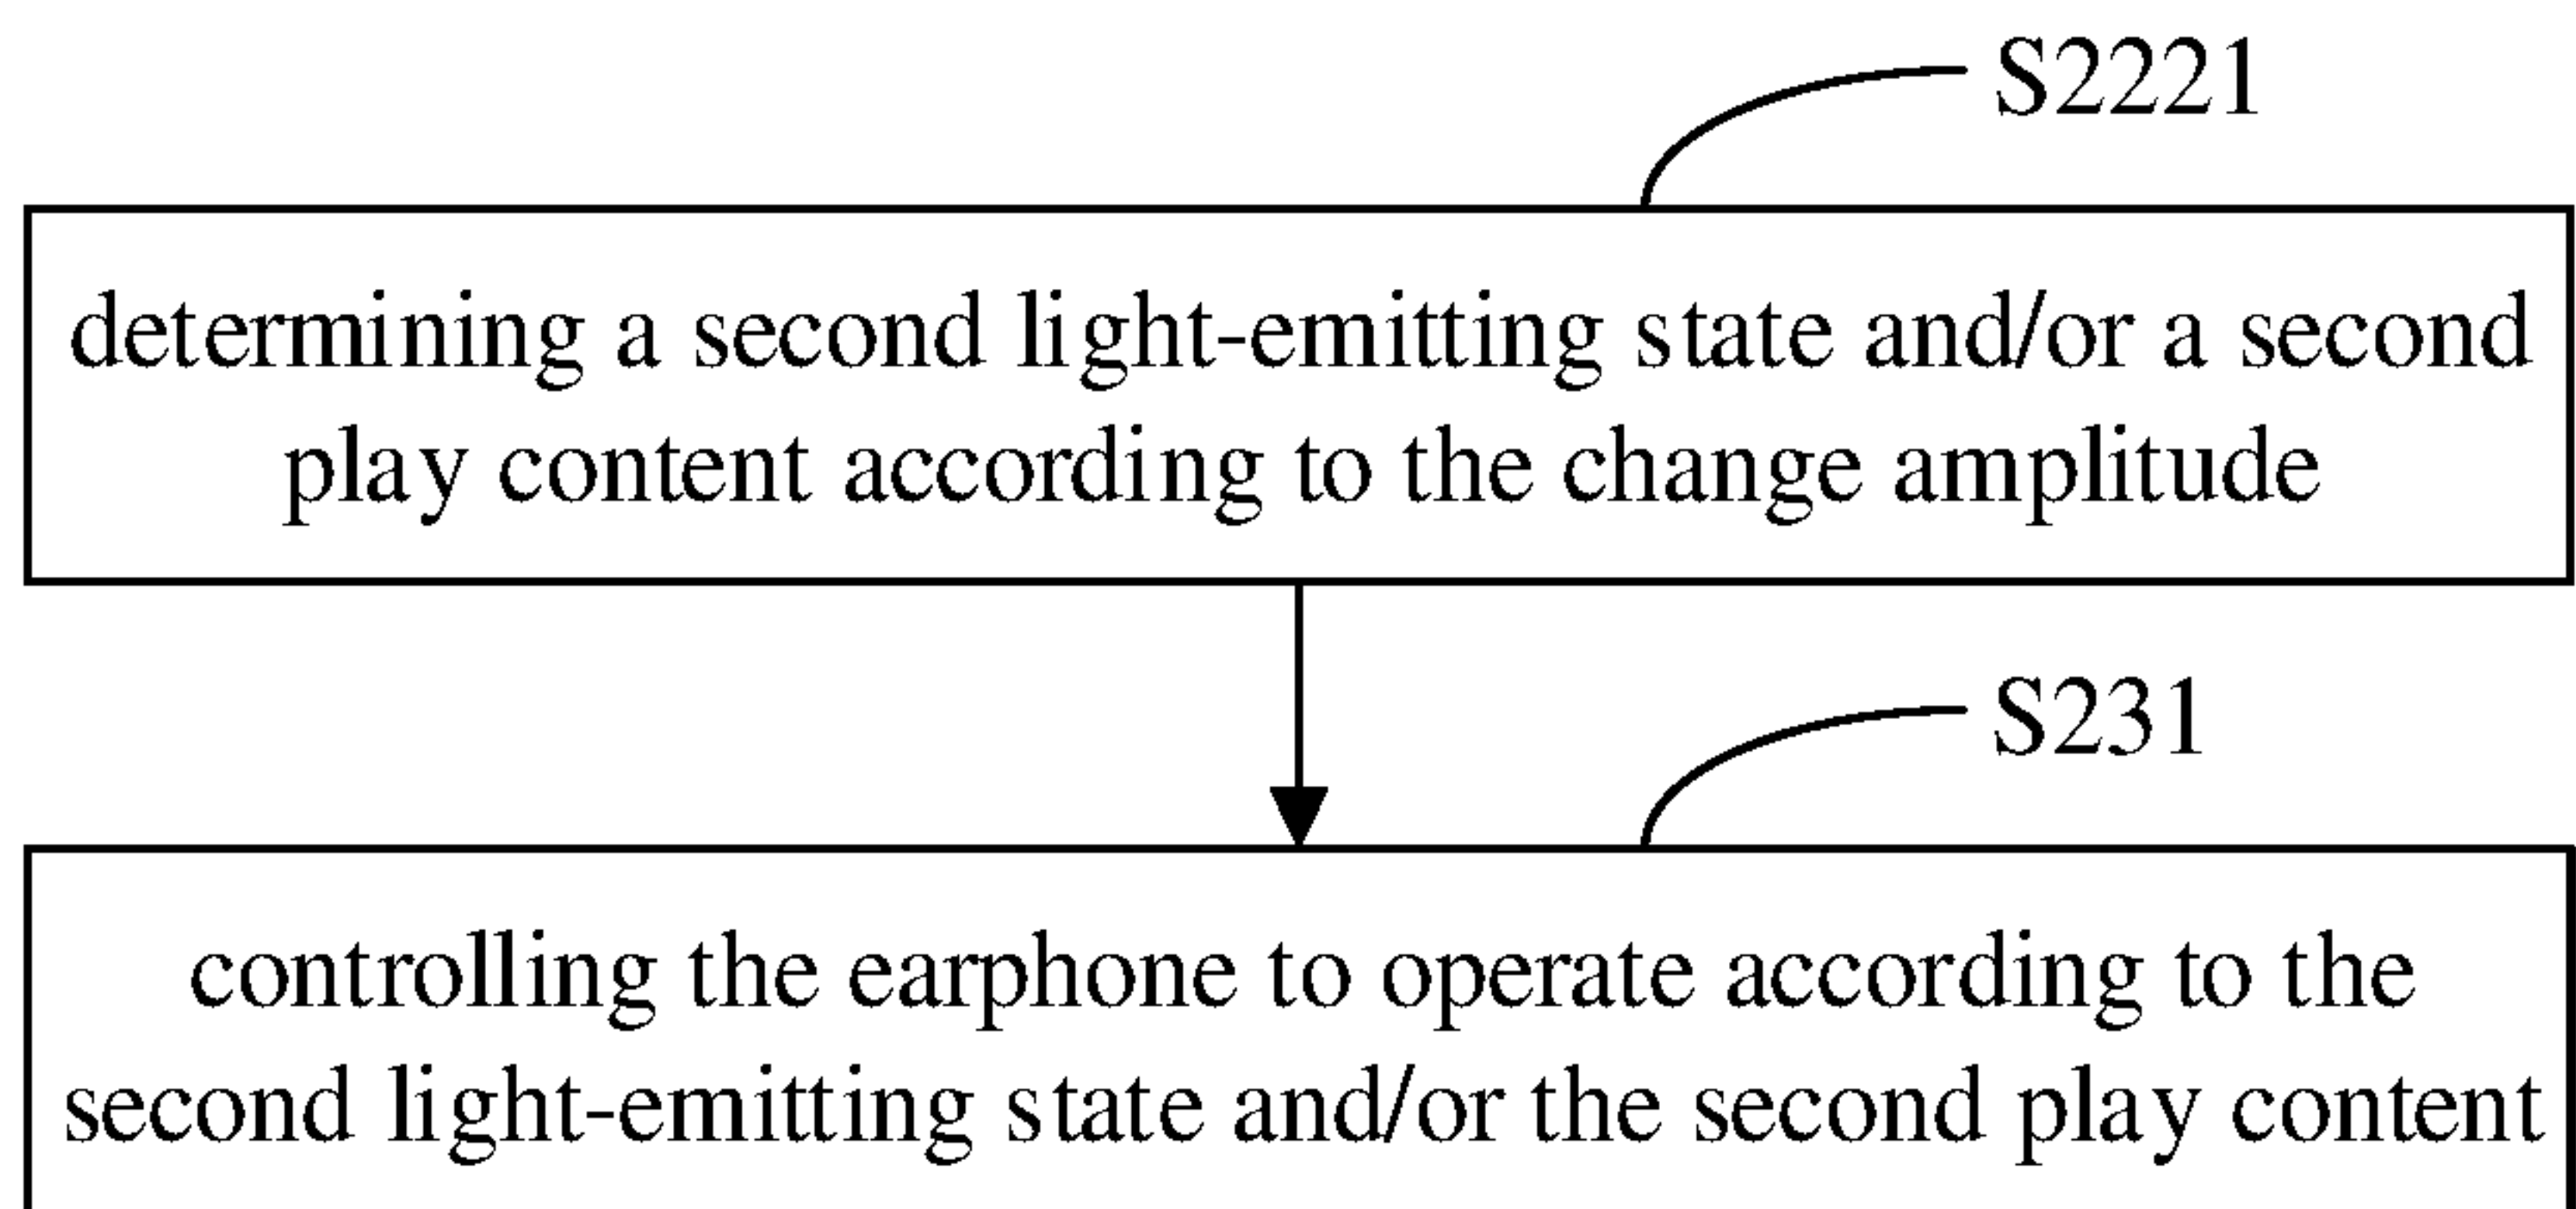 S2221
determining a second light-emitting state and/or a second
play content according to the change amplitude
S231
controlling the earphone to operate according to the
second light-emitting state and/or the second play content